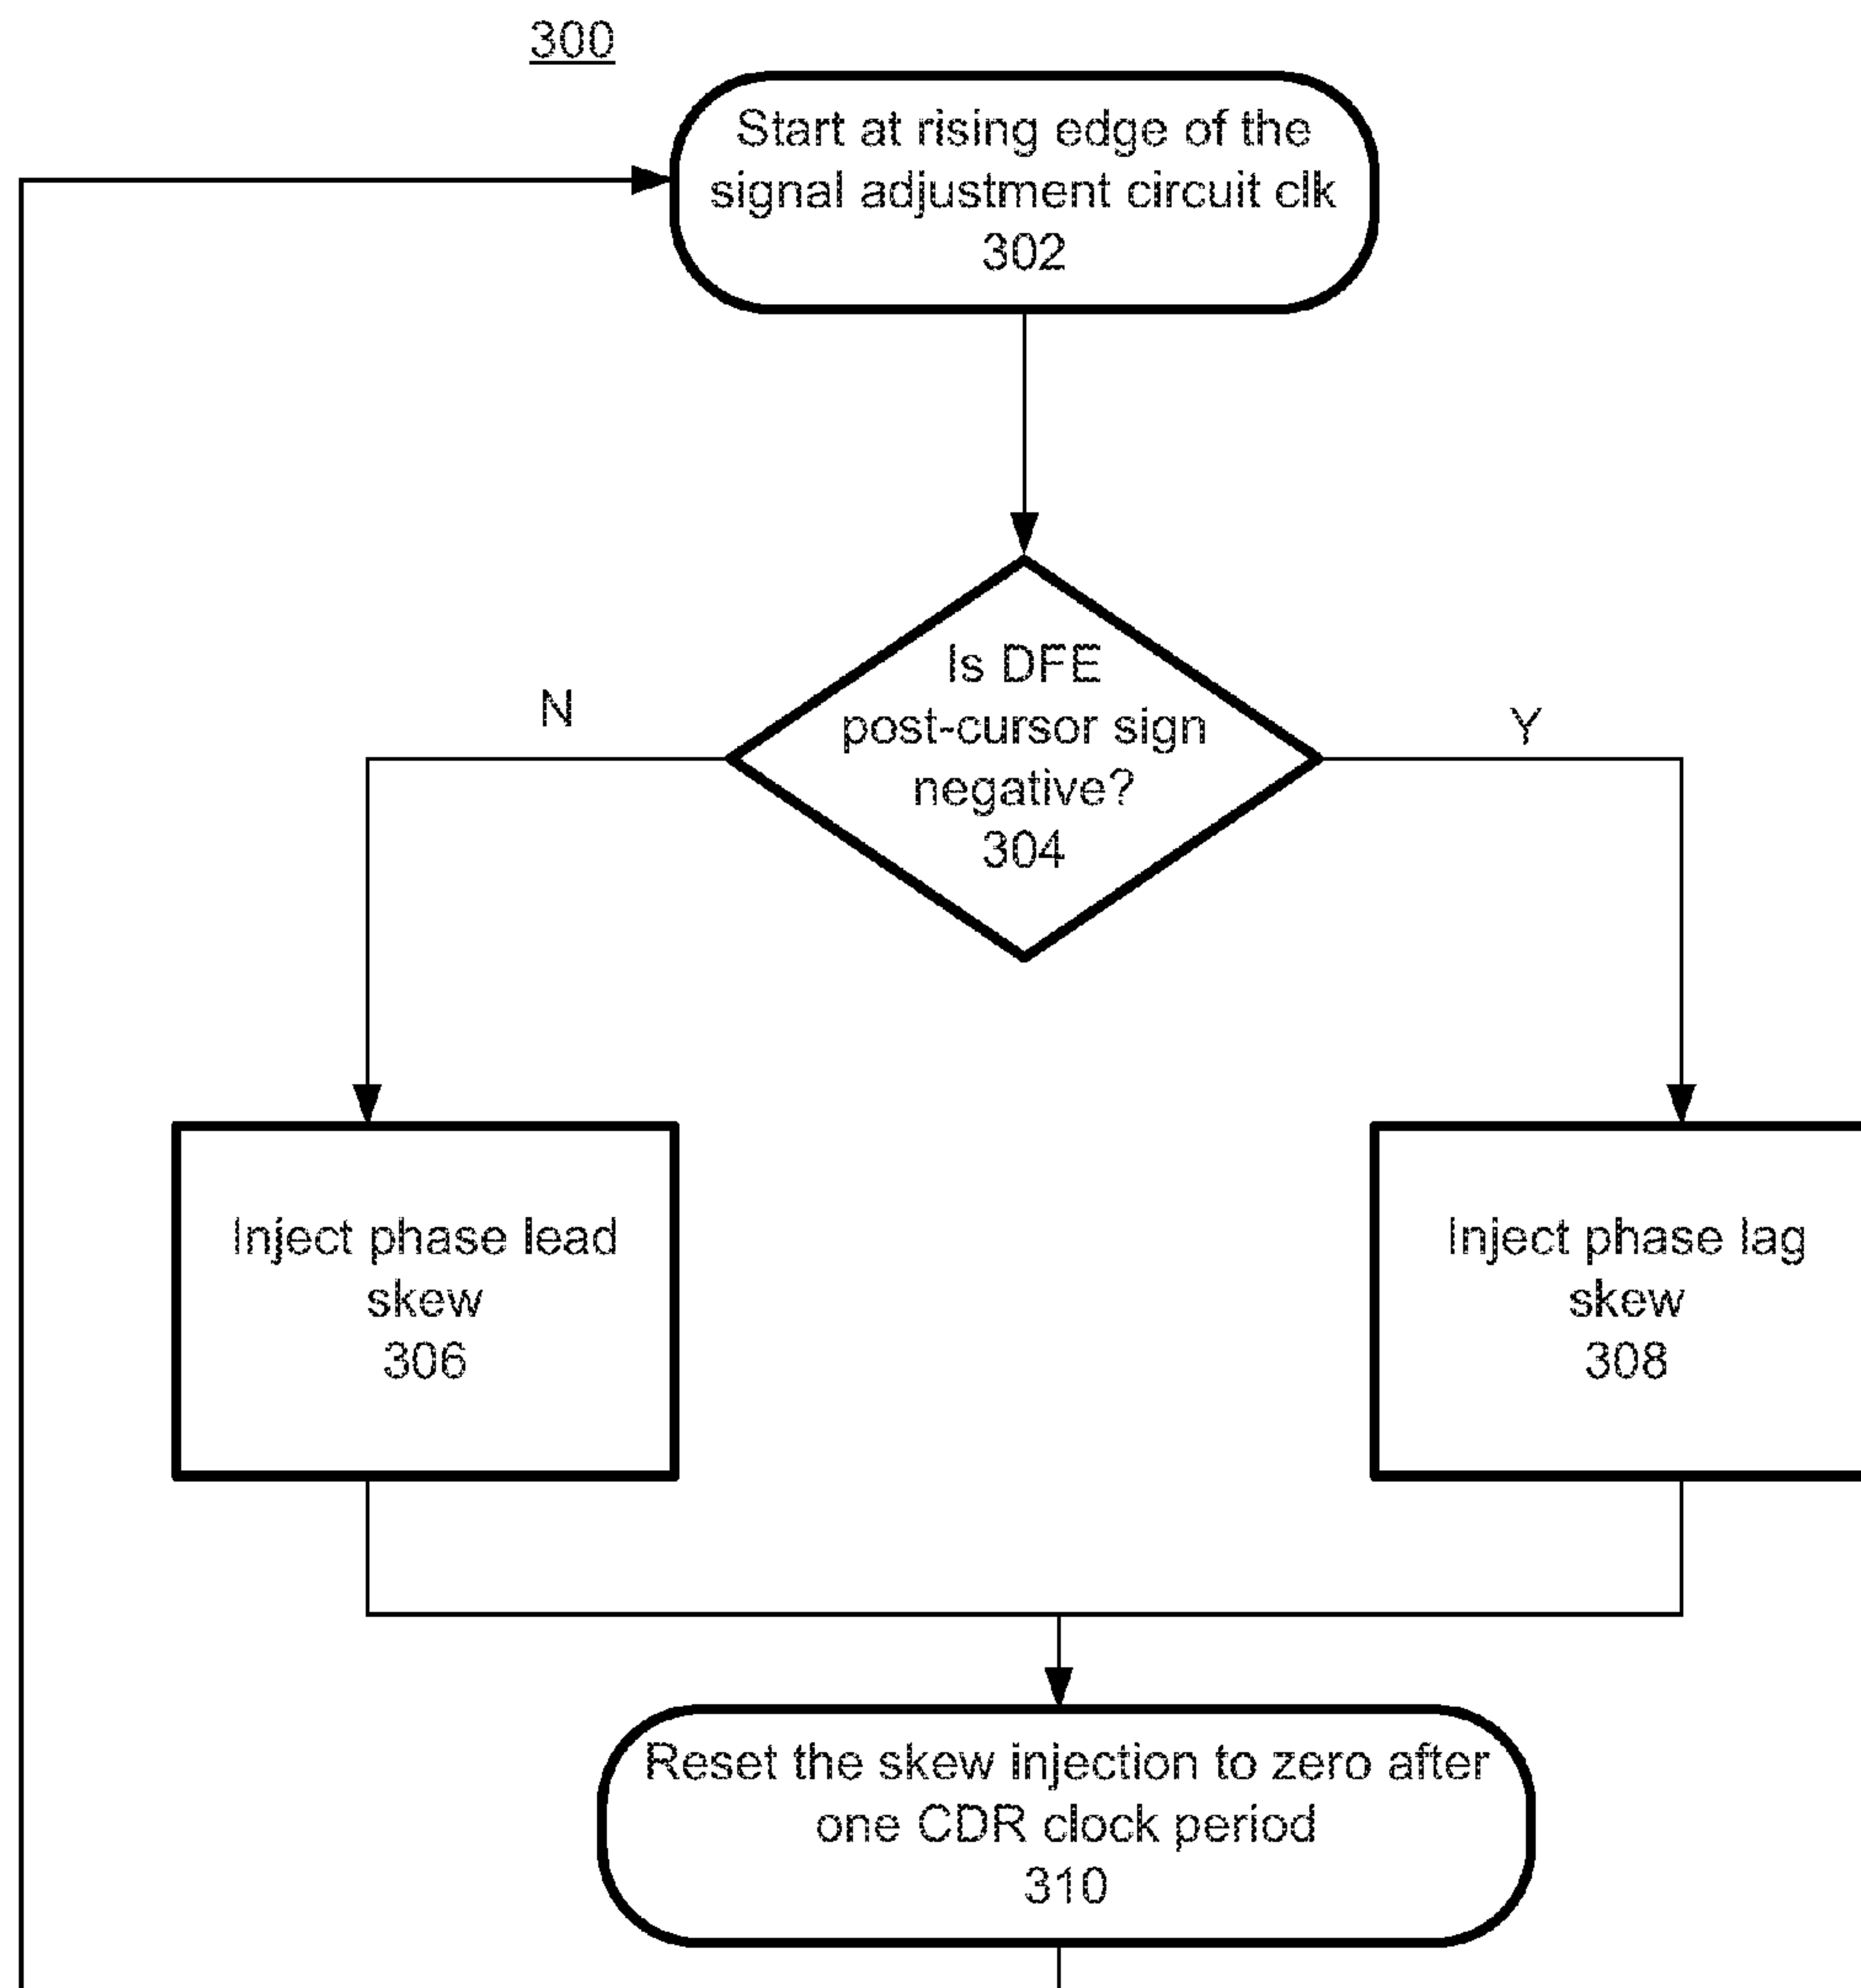 300
Start at rising edge of the
signal adjustment circuit clk
302
Is DFE
post-cursor sign
negative?
304
N
Y
Inject phase lead
skew
306
Inject phase lag
skew
308
Reset the skew injection to zero after
one CDR clock period
310